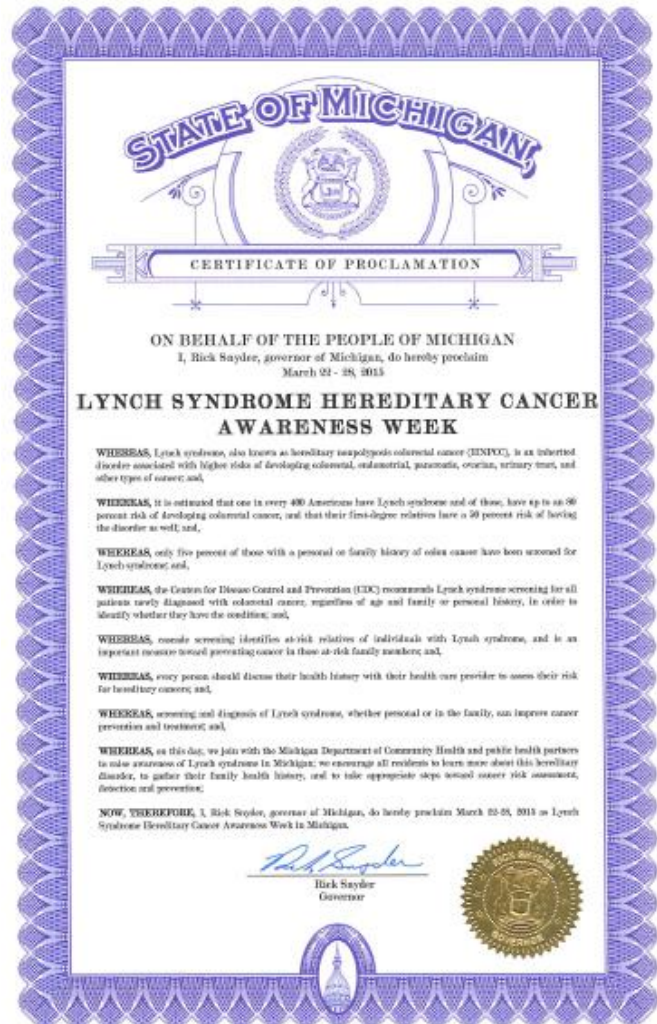 STATE OF MICHIGAN,
CERTIFICATE OF PROCLAMATION
ON BEHALF OF THE PEOPLE OF MICHIGAN
I, Rick Snyder, governor of Michigan, do hereby proclaim
March 22 - 28, 2015
LYNCH SYNDROME HEREDITARY CANCER
AWARENESS WEEK
WHEREAS, Lynch syndrome, also known as hereditary nonpolyposis colorectal cancer (HNPCC), is an inherited
disorder associated with higher risks of developing colorectal, endometrial, pancreatic, ovarian, urinary tract, and
other types of cancer; and,
WHEREAS, it is estimated that one in every 400 Americans have Lynch syndrome and of those, have up to an 80
percent risk of developing colorectal cancer, and that their first-degree relatives have a 50 percent risk of having
the disorder as well; and,
WHEREAS, only five percent of those with a personal or family history of colon cancer have been screened for
Lynch syndrome; and,
WHEREAS, the Centers for Disease Control and Prevention (CDC) recommends Lynch syndrome screening for all
patients newly diagnosed with colorectal cancer, regardless of age and family or personal history, in order to
identify whether they have the condition; and,
WHEREAS, cascade screening identifies at-risk relatives of individuals with Lynch syndrome, and is an
important measure toward preventing cancer in these at-risk family members; and,
WHEREAS, every person should discuss their health history with their health care provider to assess their risk
for hereditary cancers; and,
WHEREAS, screening and diagnosis of Lynch syndrome, whether personal or in the family, can improve cancer
prevention and treatment; and,
WHEREAS, on this day, we join with the Michigan Department of Community Health and public health partners
to raise awareness of Lynch syndrome in Michigan; we encourage all residents to learn more about this hereditary
disorder, to gather their family health history, and to take appropriate steps toward cancer risk assessment,
detection and prevention;
NOW, THEREFORE, I, Rick Snyder, governor of Michigan, do hereby proclaim March 22-28, 2015 as Lynch
Syndrome Hereditary Cancer Awareness Week in Michigan.
Rick Snyder
Rick Snyder
Governor